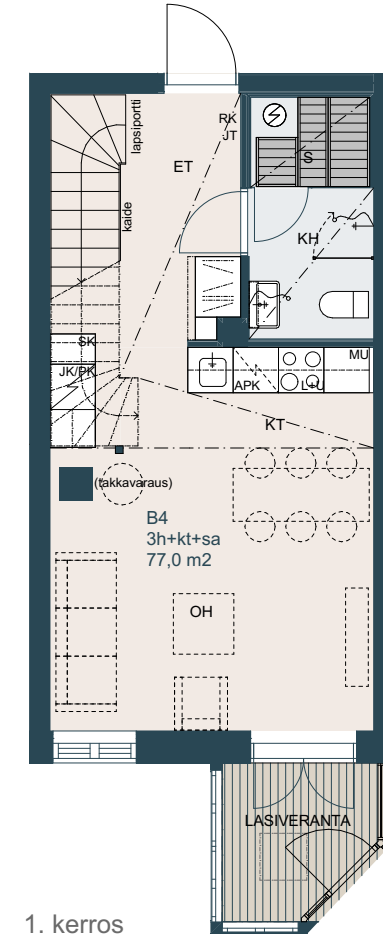 lapsiportti
RK
JT
ET
S
kaide
KH
SK
JK/PK
MU
APK
L+U
KT
(takkavaraus)
B4
3h+kt+sa
77,0 m2
OH
LASIVERANTA
1. kerros